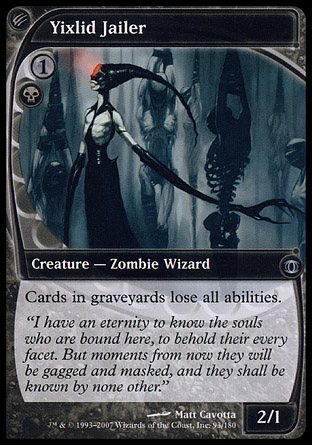 Yixlid Jailer
1
Creature — Zombie Wizard
Cards in graveyards lose all abilities.
“I have an eternity to know the souls
who are bound here, to behold their every
facet. But moments from now they will
be gagged and masked, and they shall
be known by none other.”
Matt Cavotta
™ & © 1993–2007 Wizards of the Coast, Inc. 93/180
2/1